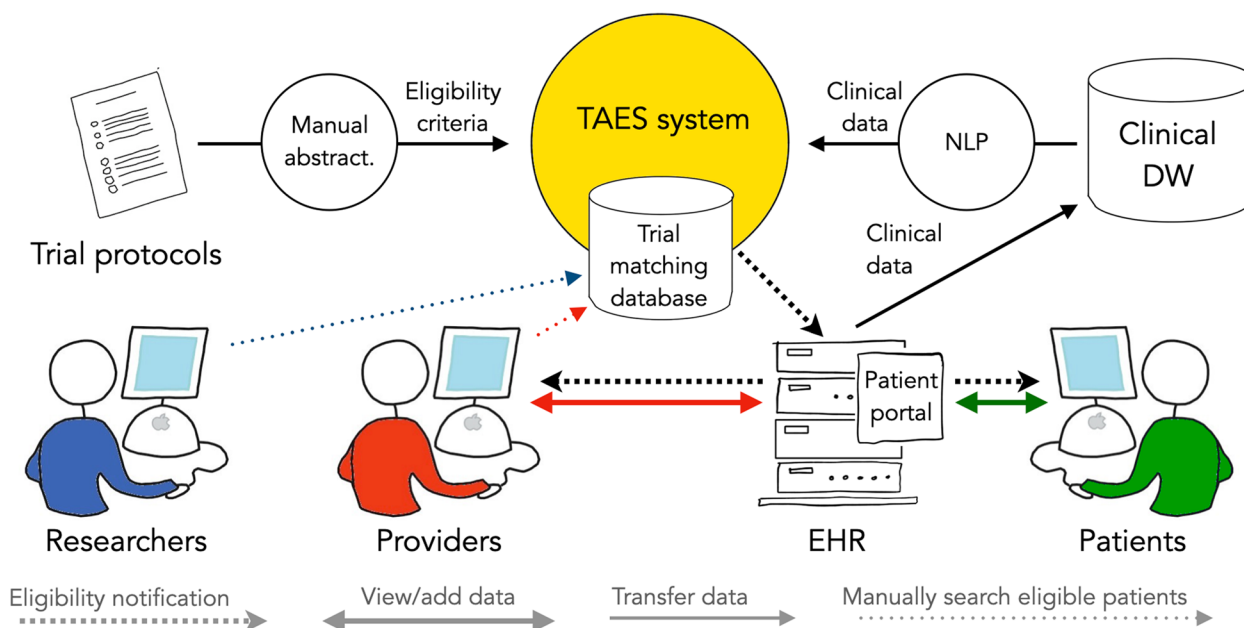 Trial protocols
Manual
abstract.
Eligibility
criteria
TAES system
Trial
matching
database
Clinical
data
NLP
Clinical
DW
Clinical
data
Patient
portal
Researchers
Providers
EHR
Patients
Eligibility notification
View/add data
Transfer data
Manually search eligible patients